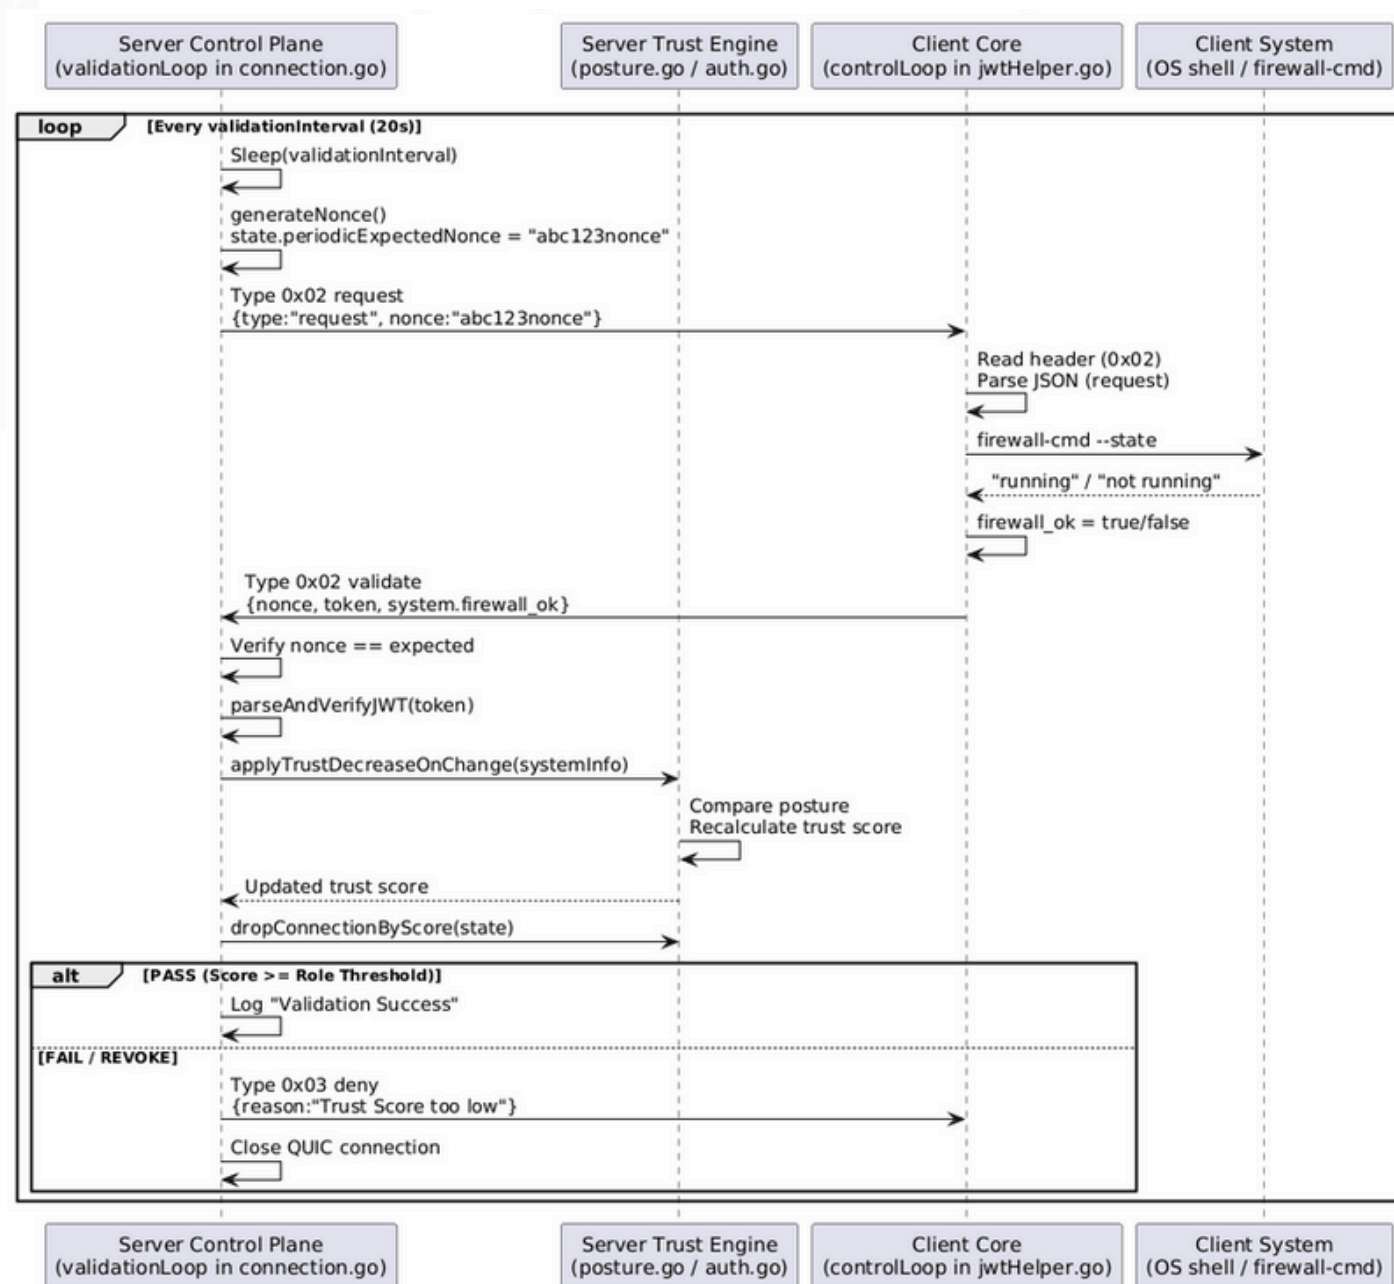 Server Control Plane
(validationLoop in connection.go)
Server Trust Engine
(posture.go / auth.go)
Client Core
(controlLoop in jwtHelper.go)
Client System
(OS shell / firewall-cmd)
loop
[Every validationInterval (20s)]
Sleep(validationInterval)
generateNonce()
state.periodicExpectedNonce = "abc123nonce"
Type 0x02 request
{type:"request", nonce:"abc123nonce"}
Read header (0x02)
Parse JSON (request)
firewall-cmd --state
"running" / "not running"
firewall_ok = true/false
Type 0x02 validate
{nonce, token, system.firewall_ok}
Verify nonce == expected
parseAndVerifyJWT(token)
applyTrustDecreaseOnChange(systemInfo)
Compare posture
Recalculate trust score
Updated trust score
dropConnectionByScore(state)
alt
[PASS (Score >= Role Threshold)]
Log "Validation Success"
[FAIL / REVOKE]
Type 0x03 deny
{reason:"Trust Score too low"}
Close QUIC connection
Server Control Plane
(validationLoop in connection.go)
Server Trust Engine
(posture.go / auth.go)
Client Core
(controlLoop in jwtHelper.go)
Client System
(OS shell / firewall-cmd)